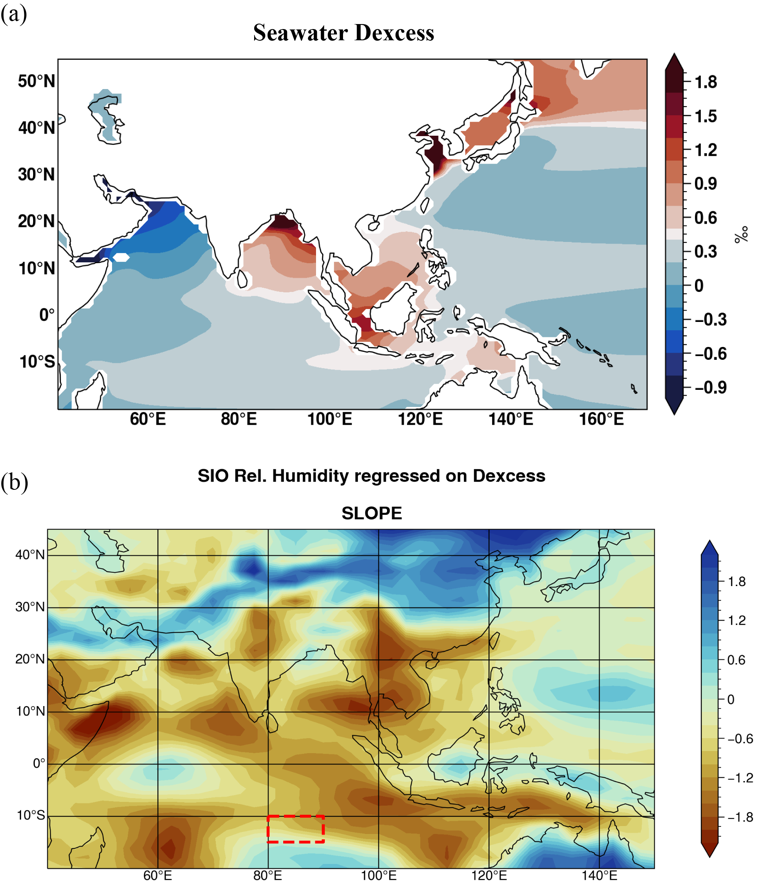 (a)
Seawater Dexcess
50°N
40°N
30°N
20°N
10°N
0°
10°S
60°E 80°E 100°E 120°E 140°E 160°E
1.8
1.5
1.2
0.9
0.6
0.3
0
−0.3
−0.6
−0.9
‰
(b)
SIO Rel. Humidity regressed on Dexcess
SLOPE
40°N
30°N
20°N
10°N
0°
10°S
60°E 80°E 100°E 120°E 140°E
1.8
1.2
0.6
0
−0.6
−1.2
−1.8